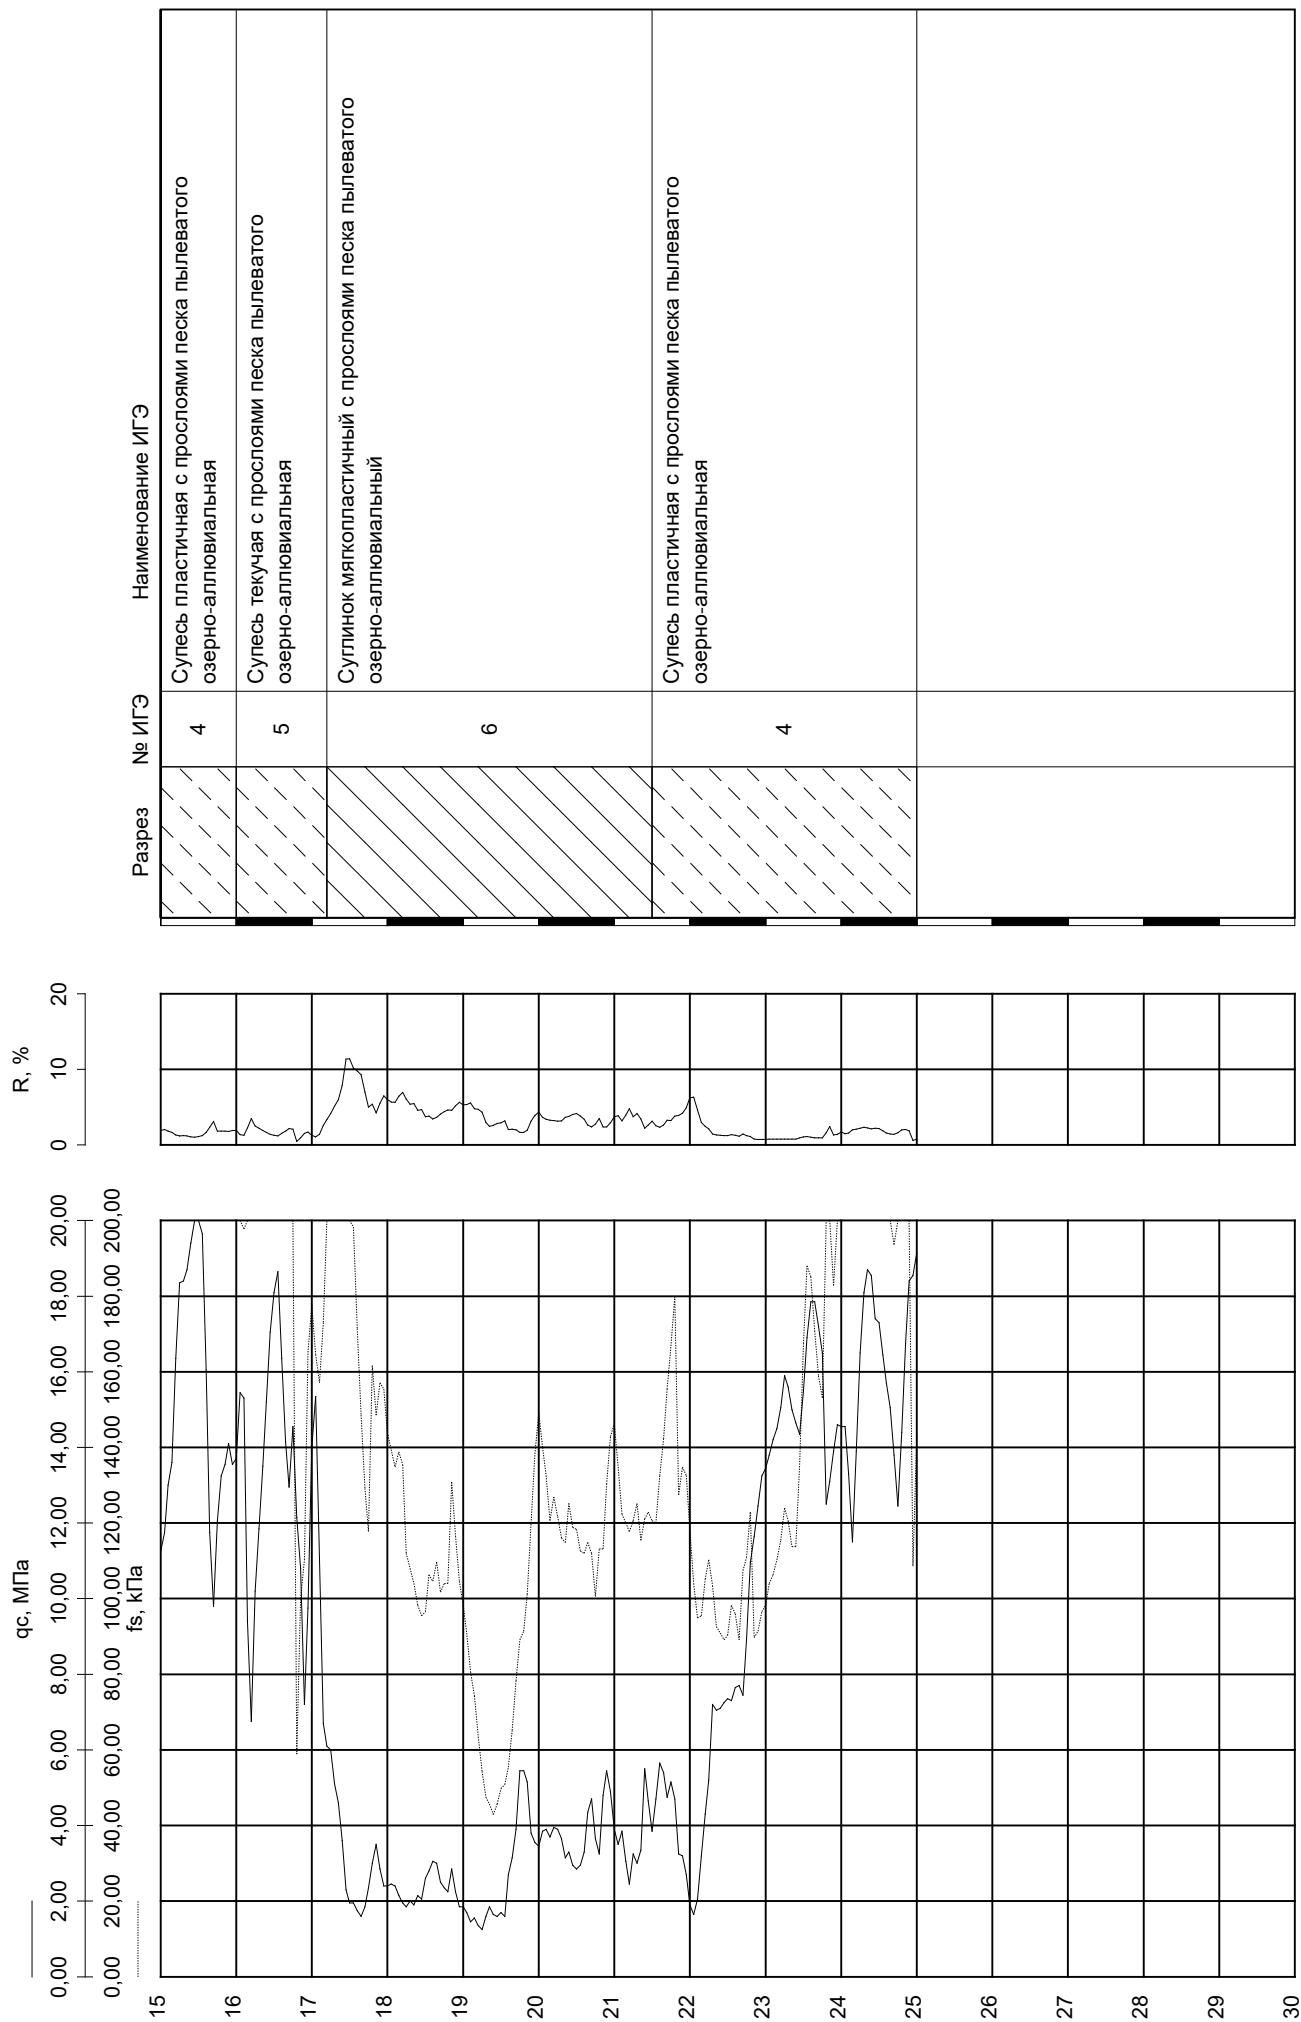 qc, МПа
0,00 2,00 4,00 6,00 8,00 10,00 12,00 14,00 16,00 18,00 20,00
0,00 20,00 40,00 60,00 80,00 100,00 120,00 140,00 160,00 180,00 200,00
fs, кПа
R, %
0 10 20
Разрез
№ ИГЭ
Наименование ИГЭ
15
16
17
18
19
20
21
22
23
24
25
26
27
28
29
30
4
Супесь пластичная с прослоями песка пылеватого
озерно-аллювиальная
5
Супесь текучая с прослоями песка пылеватого
озерно-аллювиальная
6
Суглинок мягкопластичный с прослоями песка пылеватого
озерно-аллювиальный
4
Супесь пластичная с прослоями песка пылеватого
озерно-аллювиальная